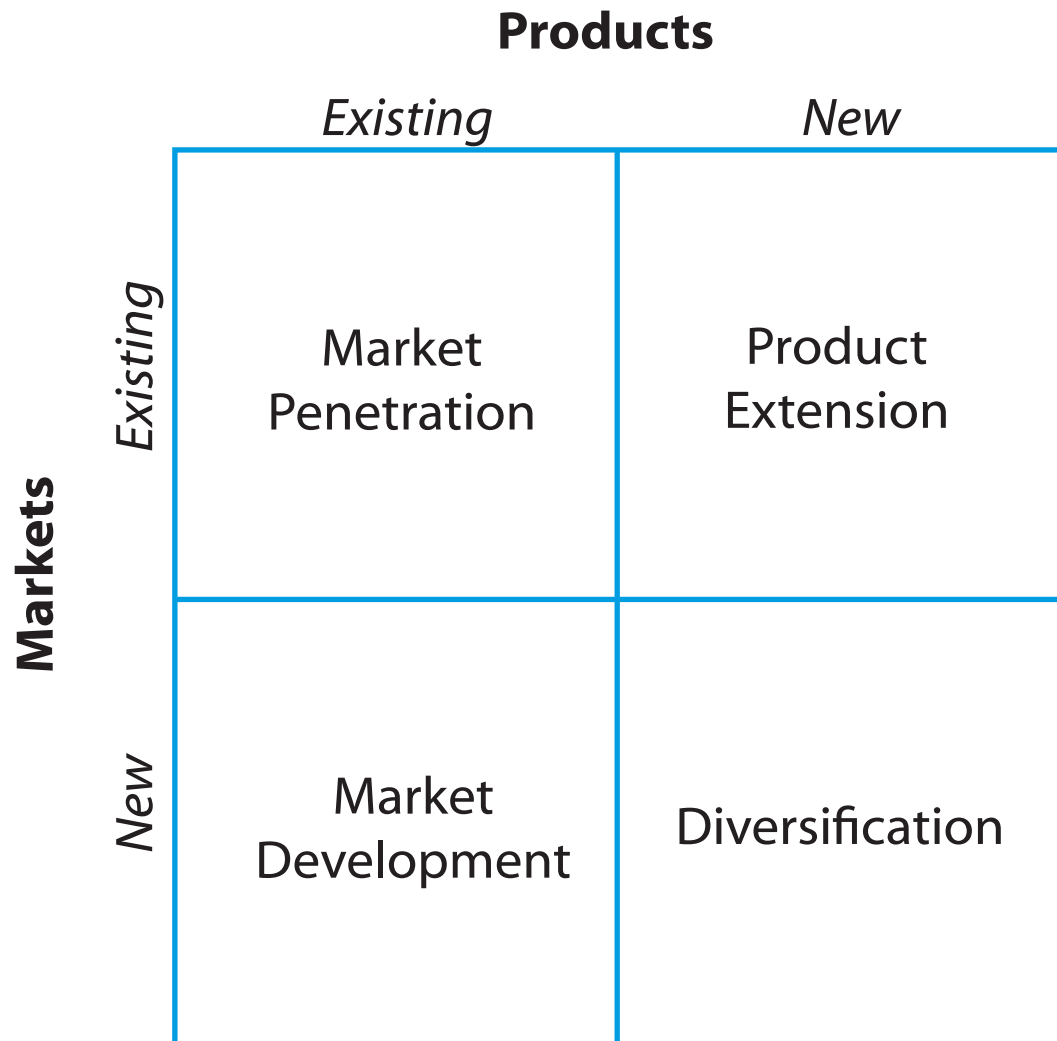 Products
Existing
New
Existing
Market
Penetration
Product
Extension
Markets
New
Market
Development
Diversification